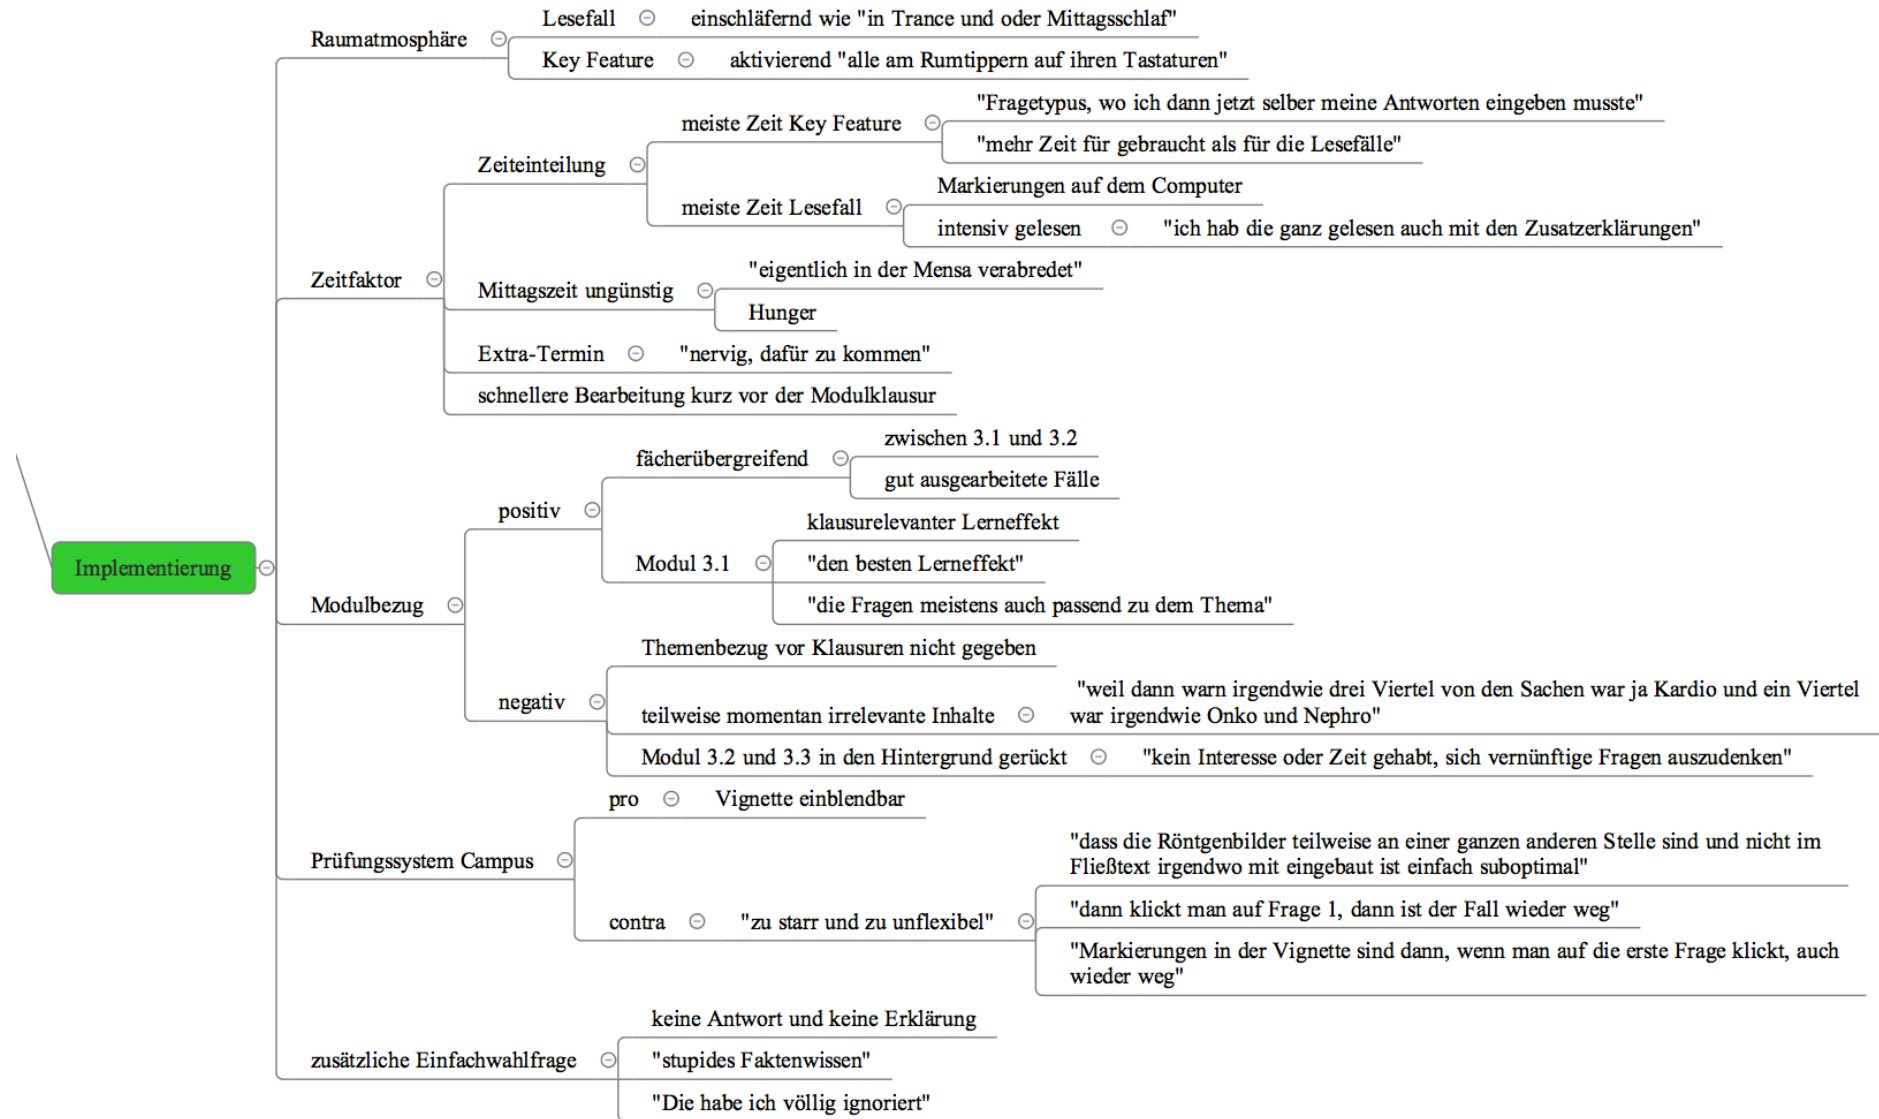 Implementierung
Raumatmosphäre
Lesefall
einschläfernd wie "in Trance und oder Mittagsschlaf"
Key Feature
aktivierend "alle am Rumtippern auf ihren Tastaturen"
Zeitfaktor
Zeiteinteilung
meiste Zeit Key Feature
"Fragetypus, wo ich dann jetzt selber meine Antworten eingeben musste"
"mehr Zeit für gebraucht als für die Lesefälle"
meiste Zeit Lesefall
Markierungen auf dem Computer
intensiv gelesen
"ich hab die ganz gelesen auch mit den Zusatzerklärungen"
Mittagszeit ungünstig
"eigentlich in der Mensa verabredet"
Hunger
Extra-Termin
"nervig, dafür zu kommen"
schnellere Bearbeitung kurz vor der Modulklausur
Modulbezug
positiv
fächerübergreifend
zwischen 3.1 und 3.2
gut ausgearbeitete Fälle
Modul 3.1
klausurelevanter Lerneffekt
"den besten Lerneffekt"
"die Fragen meistens auch passend zu dem Thema"
negativ
Themenbezug vor Klausuren nicht gegeben
teilweise momentan irrelevante Inhalte
"weil dann warn irgendwie drei Viertel von den Sachen war ja Kardio und ein Viertel
war irgendwie Onko und Nephro"
Modul 3.2 und 3.3 in den Hintergrund gerückt
"kein Interesse oder Zeit gehabt, sich vernünftige Fragen auszudenken"
Prüfungssystem Campus
pro
Vignette einblendbar
contra
"zu starr und zu unflexibel"
"dass die Röntgenbilder teilweise an einer ganzen anderen Stelle sind und nicht im
Fließtext irgendwo mit eingebaut ist einfach suboptimal"
"dann klickt man auf Frage 1, dann ist der Fall wieder weg"
"Markierungen in der Vignette sind dann, wenn man auf die erste Frage klickt, auch
wieder weg"
zusätzliche Einfachwahlfrage
keine Antwort und keine Erklärung
"stupides Faktenwissen"
"Die habe ich völlig ignoriert"